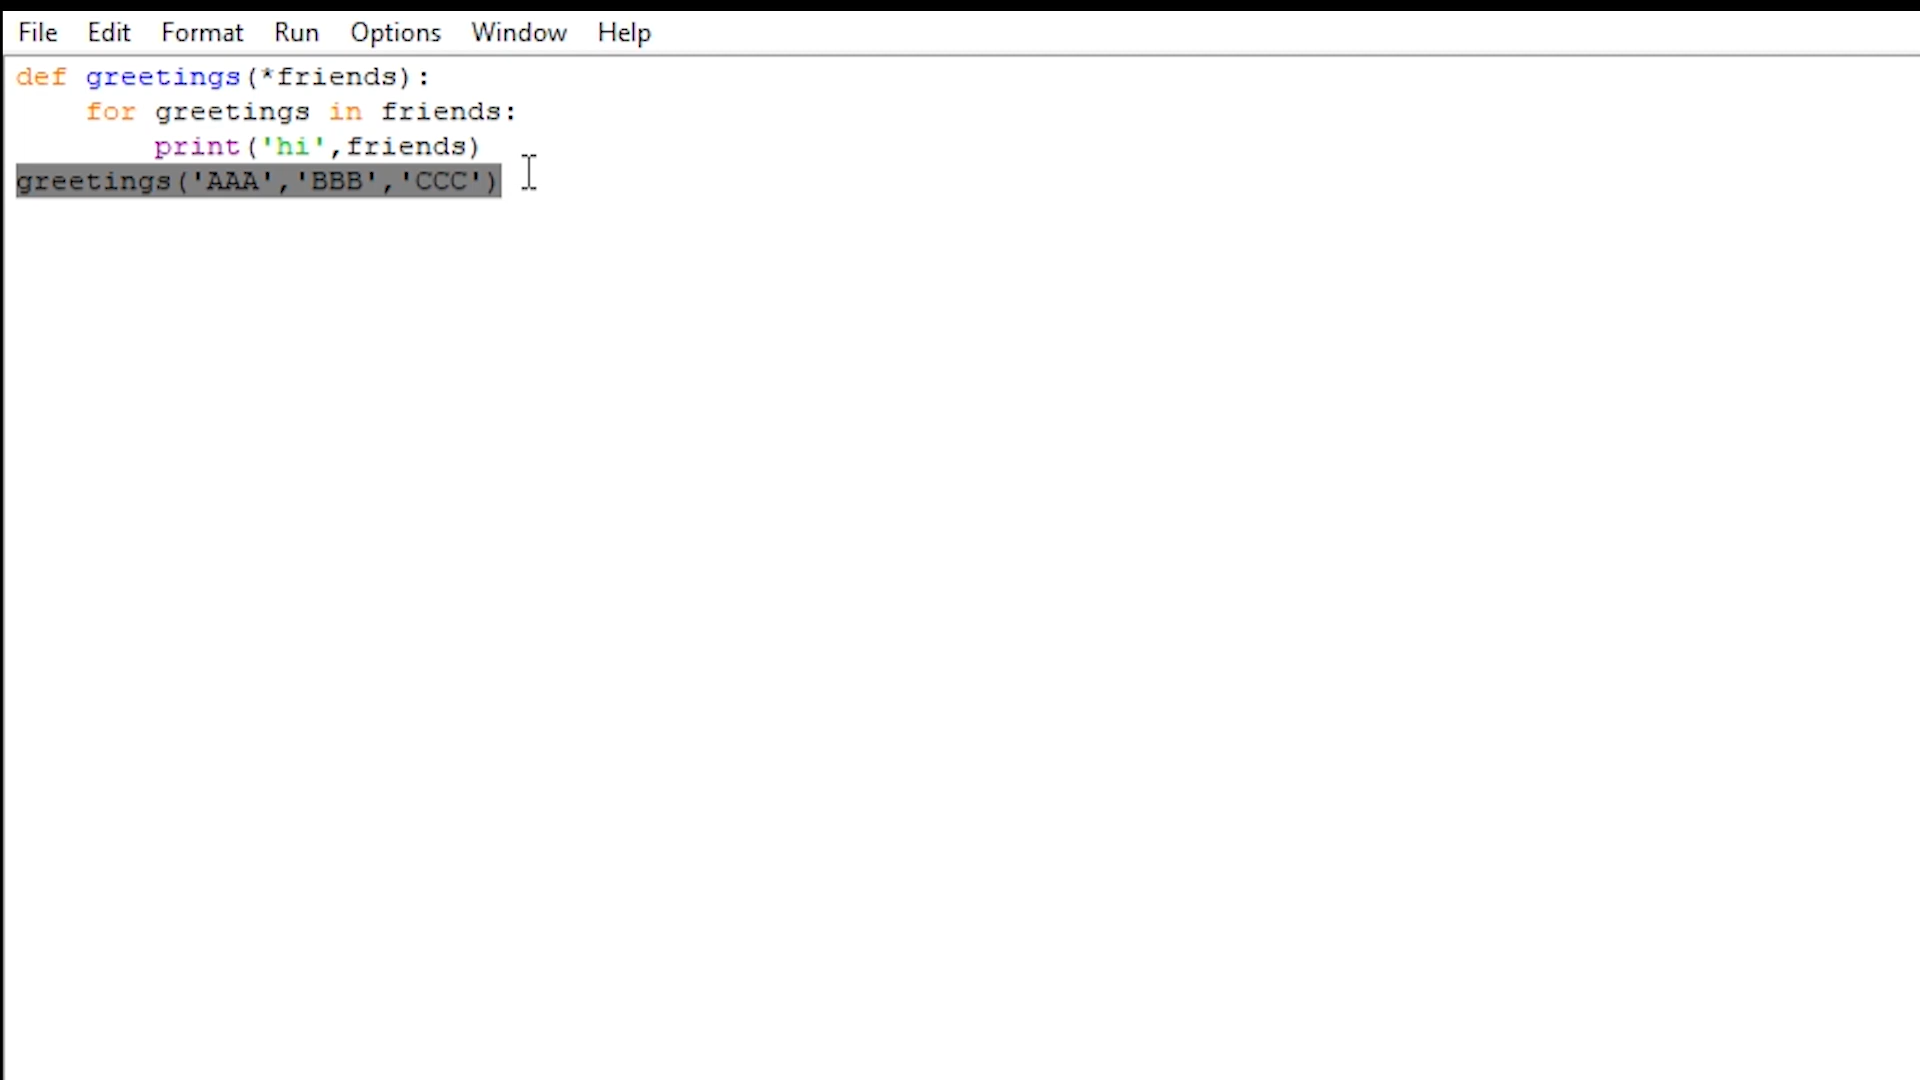 File Edit Format Run Options Window Help
def greetings(*friends):
    for greetings in friends:
        print('hi',friends)
greetings('AAA','BBB','CCC')